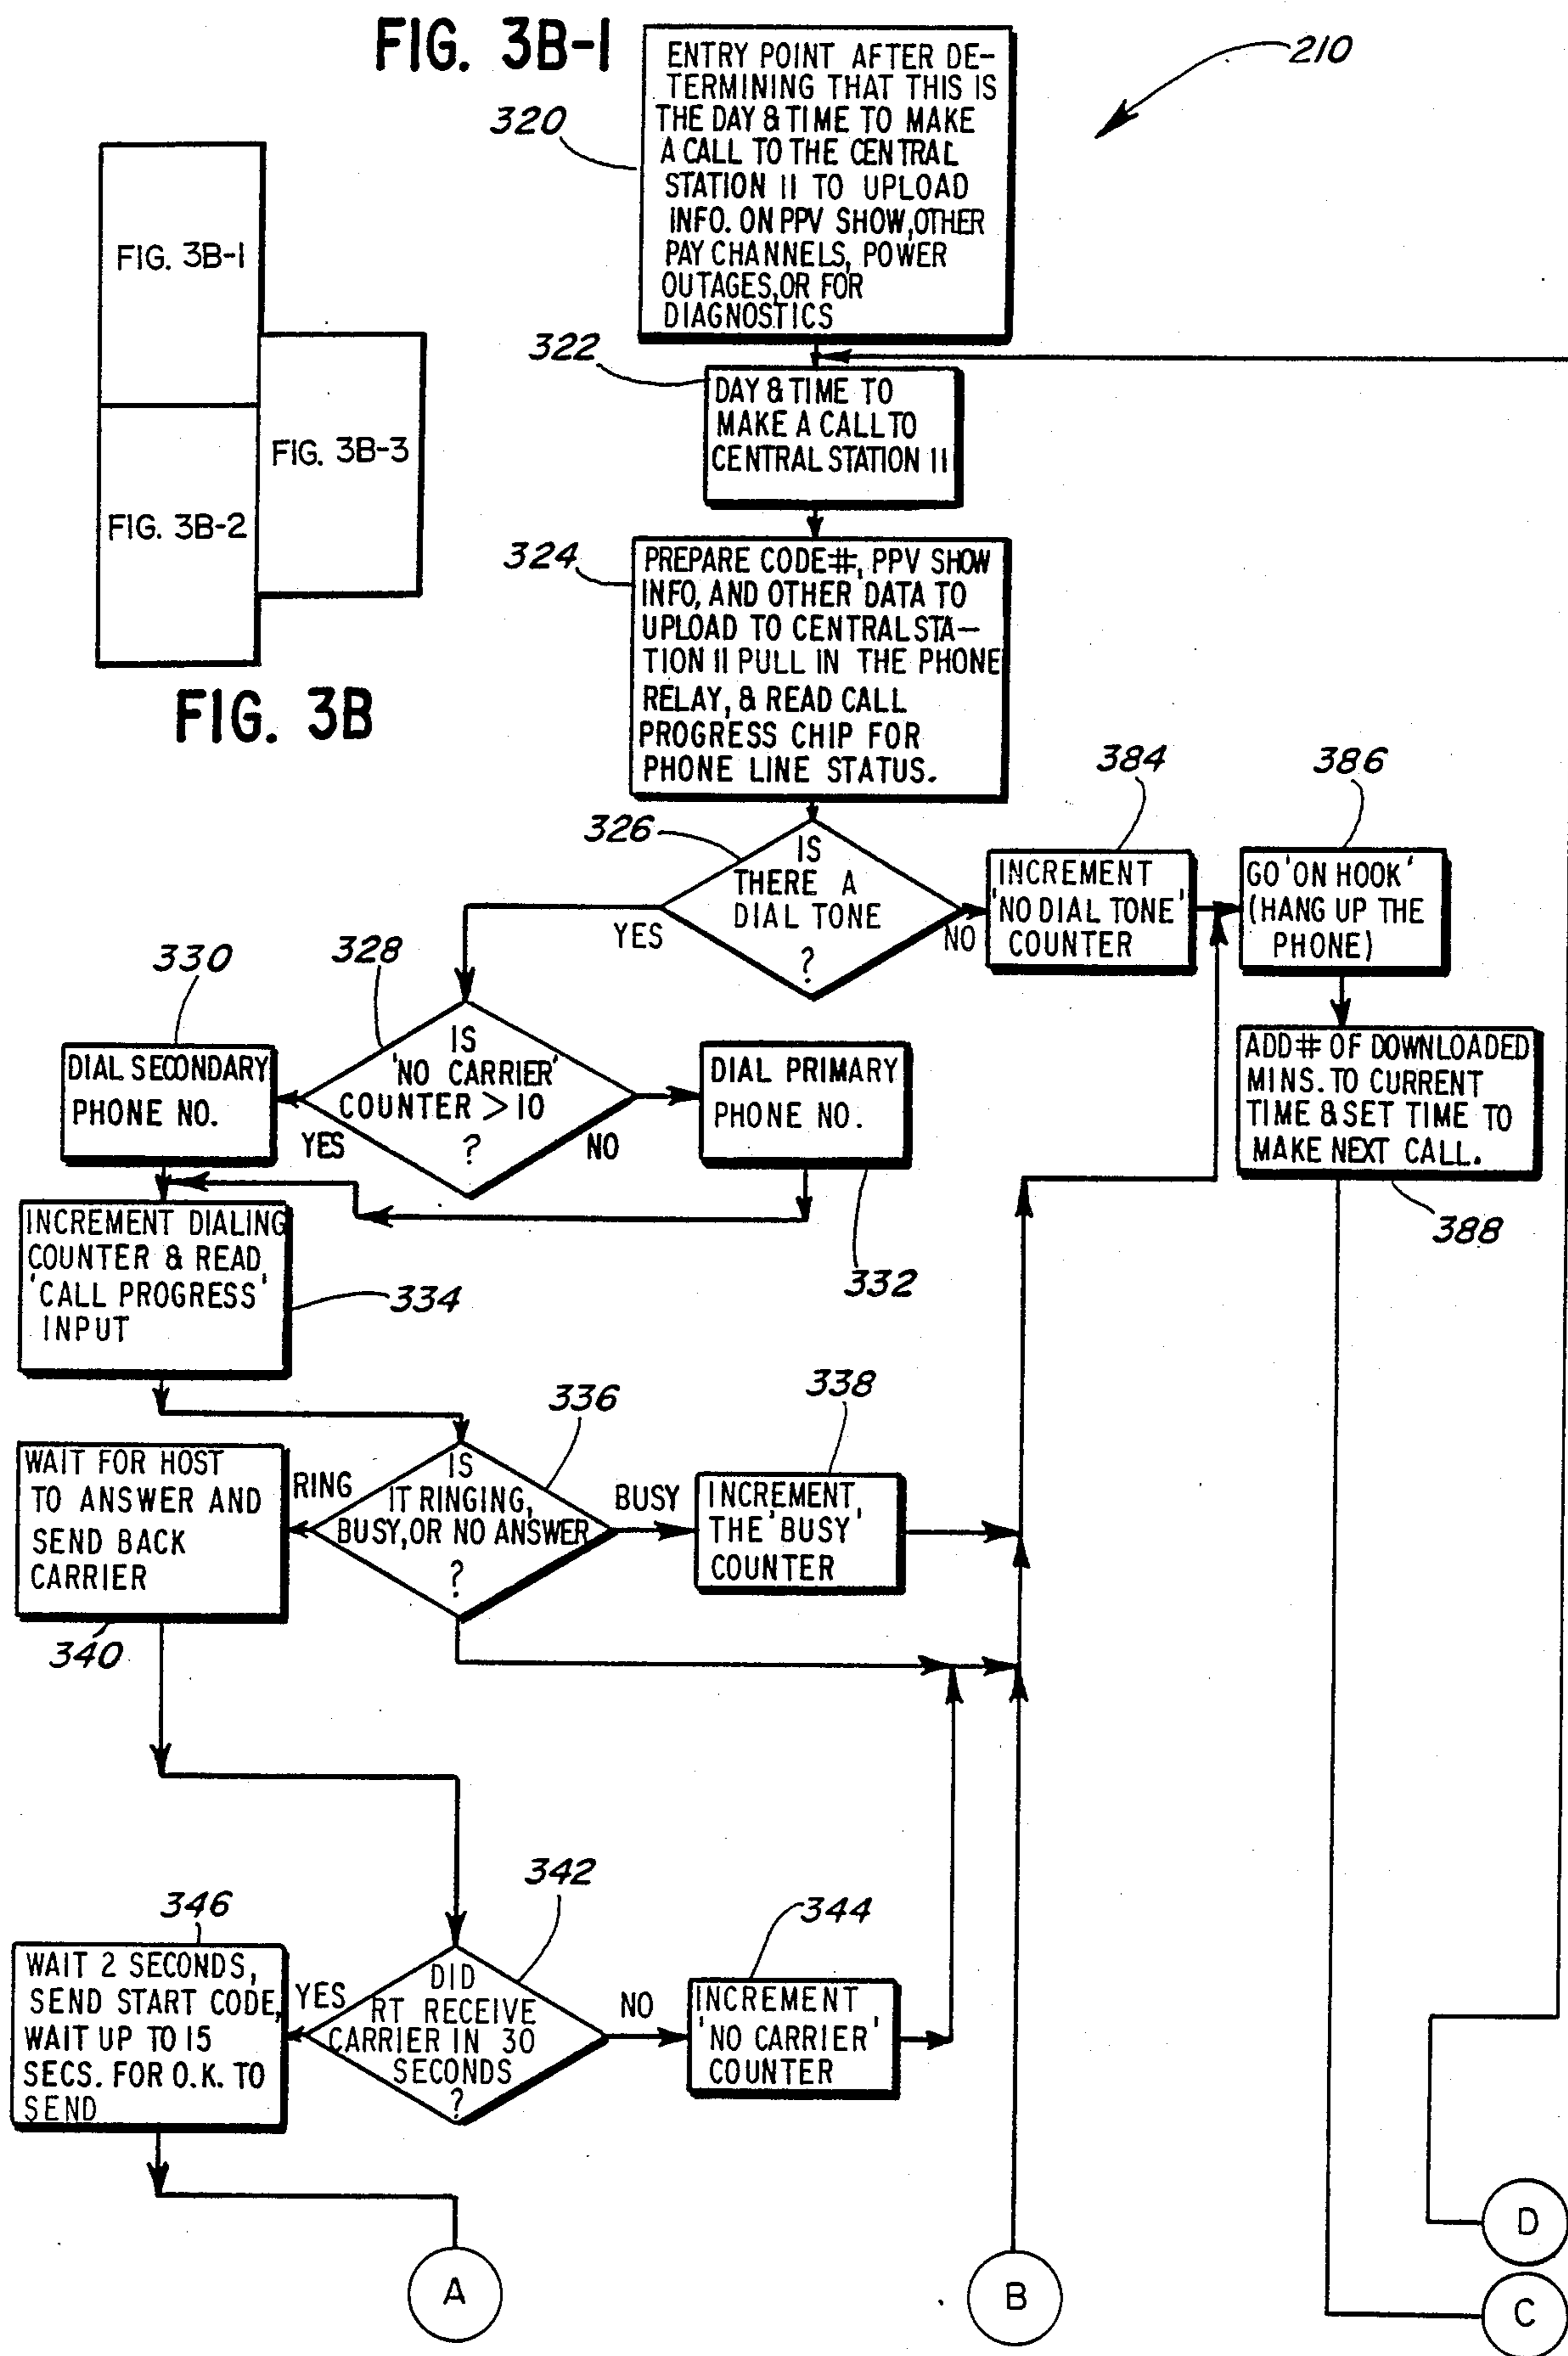 FIG. 3B-1
210
320
ENTRY POINT AFTER DE-
TERMINING THAT THIS IS
THE DAY & TIME TO MAKE
A CALL TO THE CENTRAL
STATION 11 TO UPLOAD
INFO. ON PPV SHOW, OTHER
PAY CHANNELS, POWER
OUTAGES, OR FOR
DIAGNOSTICS
FIG. 3B-1
FIG. 3B-3
FIG. 3B-2
FIG. 3B
322
DAY & TIME TO
MAKE A CALL TO
CENTRAL STATION 11
324
PREPARE CODE#, PPV SHOW
INFO, AND OTHER DATA TO
UPLOAD TO CENTRAL STA-
TION 11 PULL IN THE PHONE
RELAY, & READ CALL
PROGRESS CHIP FOR
PHONE LINE STATUS.
326
IS
THERE A
DIAL TONE
?
YES
NO
384
INCREMENT
'NO DIAL TONE'
COUNTER
386
GO 'ON HOOK'
(HANG UP THE
PHONE)
ADD # OF DOWNLOADED
MINS. TO CURRENT
TIME & SET TIME TO
MAKE NEXT CALL.
388
328
IS
'NO CARRIER'
COUNTER > 10
?
YES
NO
330
DIAL SECONDARY
PHONE NO.
DIAL PRIMARY
PHONE NO.
332
INCREMENT DIALING
COUNTER & READ
'CALL PROGRESS'
INPUT
334
336
IS
IT RINGING,
BUSY, OR NO ANSWER
?
RING
BUSY
338
INCREMENT,
THE 'BUSY'
COUNTER
WAIT FOR HOST
TO ANSWER AND
SEND BACK
CARRIER
340
342
DID
RT RECEIVE
CARRIER IN 30
SECONDS
?
YES
NO
344
INCREMENT
'NO CARRIER'
COUNTER
346
WAIT 2 SECONDS,
SEND START CODE,
WAIT UP TO 15
SECS. FOR O.K. TO
SEND
A
B
D
C